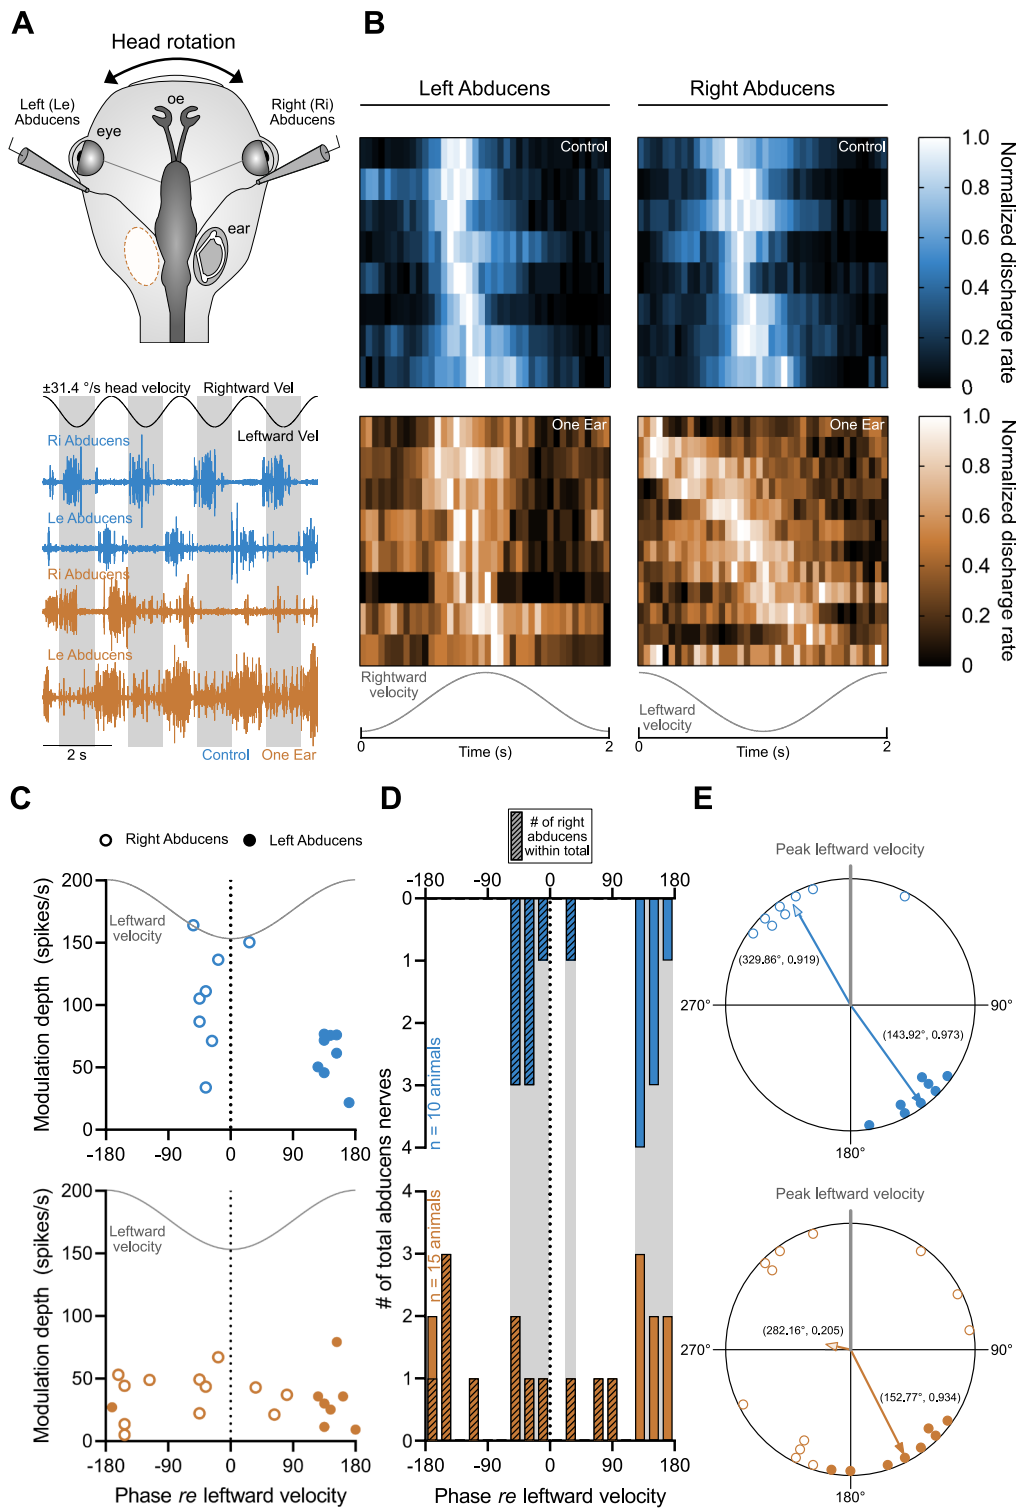 A
Head rotation
Left (Le)
Abducens
Right (Ri)
Abducens
oe
eye
ear
±31.4 °/s head velocity
Rightward Vel
Leftward Vel
Ri Abducens
Le Abducens
Ri Abducens
Le Abducens
2 s
Control
One Ear
B
Left Abducens
Right Abducens
Control
Control
1.0
0.8
0.6
0.4
0.2
0
Normalized discharge rate
One Ear
One Ear
1.0
0.8
0.6
0.4
0.2
0
Normalized discharge rate
Rightward
velocity
Leftward
velocity
0
Time (s)
2
0
Time (s)
2
C
Right Abducens
Left Abducens
200
150
100
50
0
Modulation depth (spikes/s)
Leftward
velocity
-180
-90
0
90
180
200
150
100
50
0
Modulation depth (spikes/s)
Leftward
velocity
-180
-90
0
90
180
Phase re leftward velocity
D
# of right
abducens
within total
-180
-90
0
90
180
0
1
2
3
4
n = 10 animals
# of total abducens nerves
4
3
2
1
0
n = 15 animals
-180
-90
0
90
180
Phase re leftward velocity
E
Peak leftward velocity
(329.86°, 0.919)
270°
90°
(143.92°, 0.973)
180°
Peak leftward velocity
(282.16°, 0.205)
270°
90°
(152.77°, 0.934)
180°